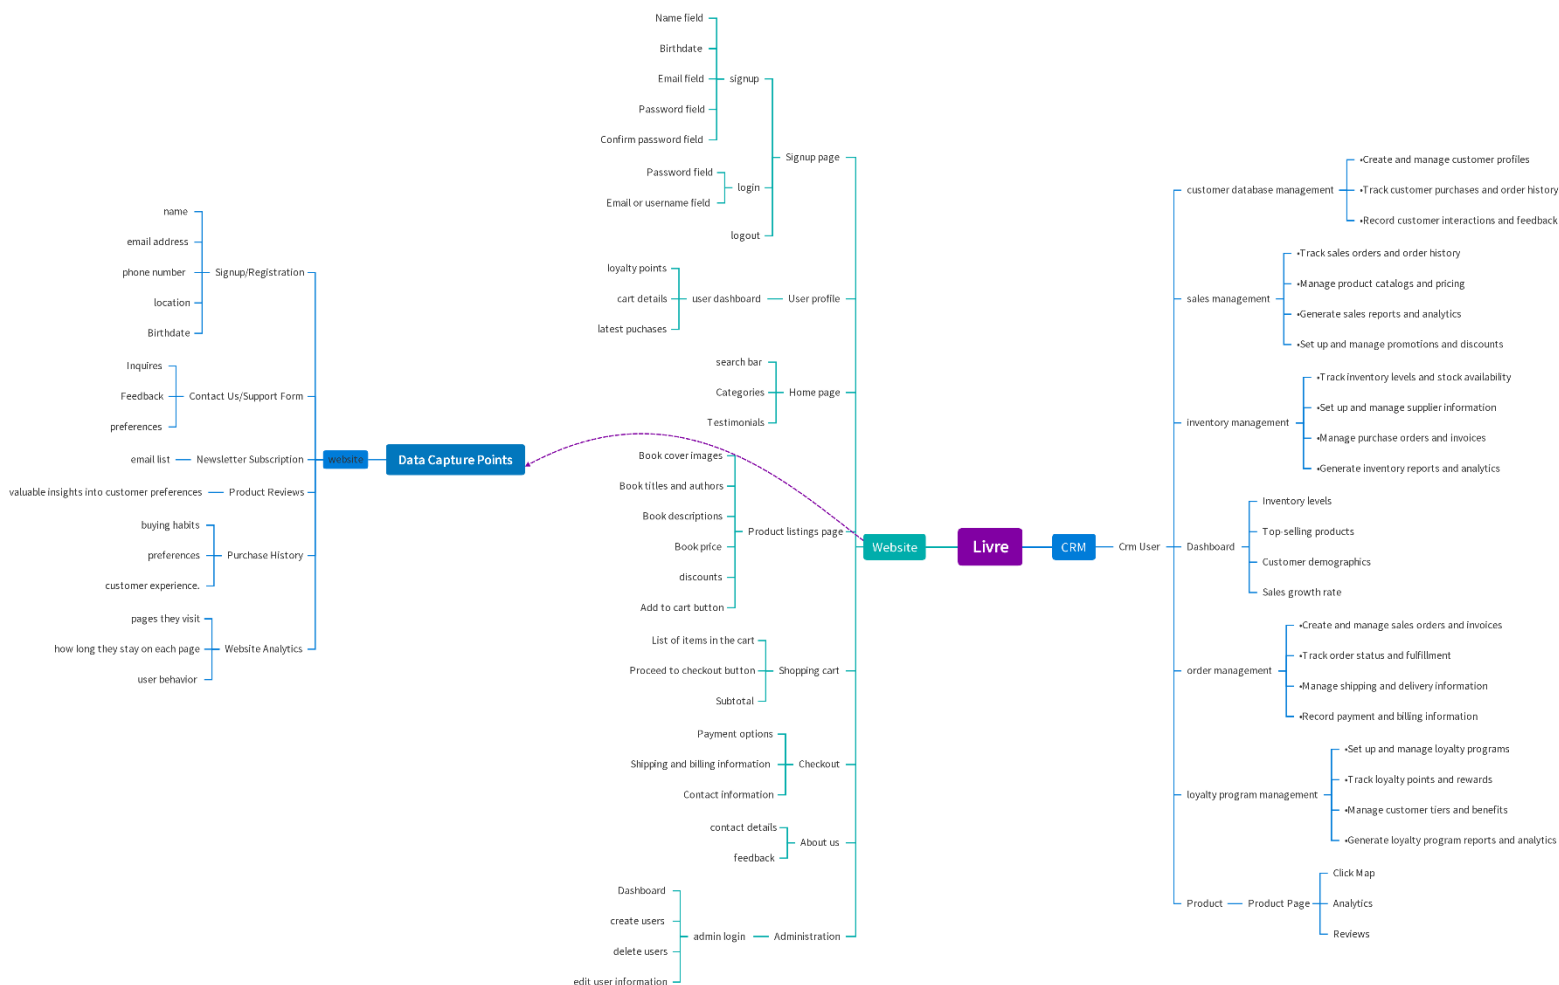 Livre
Website
Signup page
signup
Name field
Birthdate
Email field
Password field
Confirm password field
login
Password field
Email or username field
logout
User profile
user dashboard
loyalty points
cart details
latest puchases
Home page
search bar
Categories
Testimonials
Product listings page
Book cover images
Book titles and authors
Book descriptions
Book price
discounts
Add to cart button
Shopping cart
List of items in the cart
Proceed to checkout button
Subtotal
Checkout
Payment options
Shipping and billing information
Contact information
About us
contact details
feedback
Administration
admin login
Dashboard
create users
delete users
edit user information
CRM
Crm User
customer database management
•Create and manage customer profiles
•Track customer purchases and order history
•Record customer interactions and feedback
sales management
•Track sales orders and order history
•Manage product catalogs and pricing
•Generate sales reports and analytics
•Set up and manage promotions and discounts
inventory management
•Track inventory levels and stock availability
•Set up and manage supplier information
•Manage purchase orders and invoices
•Generate inventory reports and analytics
Dashboard
Inventory levels
Top-selling products
Customer demographics
Sales growth rate
order management
•Create and manage sales orders and invoices
•Track order status and fulfillment
•Manage shipping and delivery information
•Record payment and billing information
loyalty program management
•Set up and manage loyalty programs
•Track loyalty points and rewards
•Manage customer tiers and benefits
•Generate loyalty program reports and analytics
Product
Product Page
Click Map
Analytics
Reviews
Data Capture Points
website
Signup/Registration
name
email address
phone number
location
Birthdate
Contact Us/Support Form
Inquires
Feedback
preferences
Newsletter Subscription
email list
Product Reviews
valuable insights into customer preferences
Purchase History
buying habits
preferences
customer experience.
Website Analytics
pages they visit
how long they stay on each page
user behavior